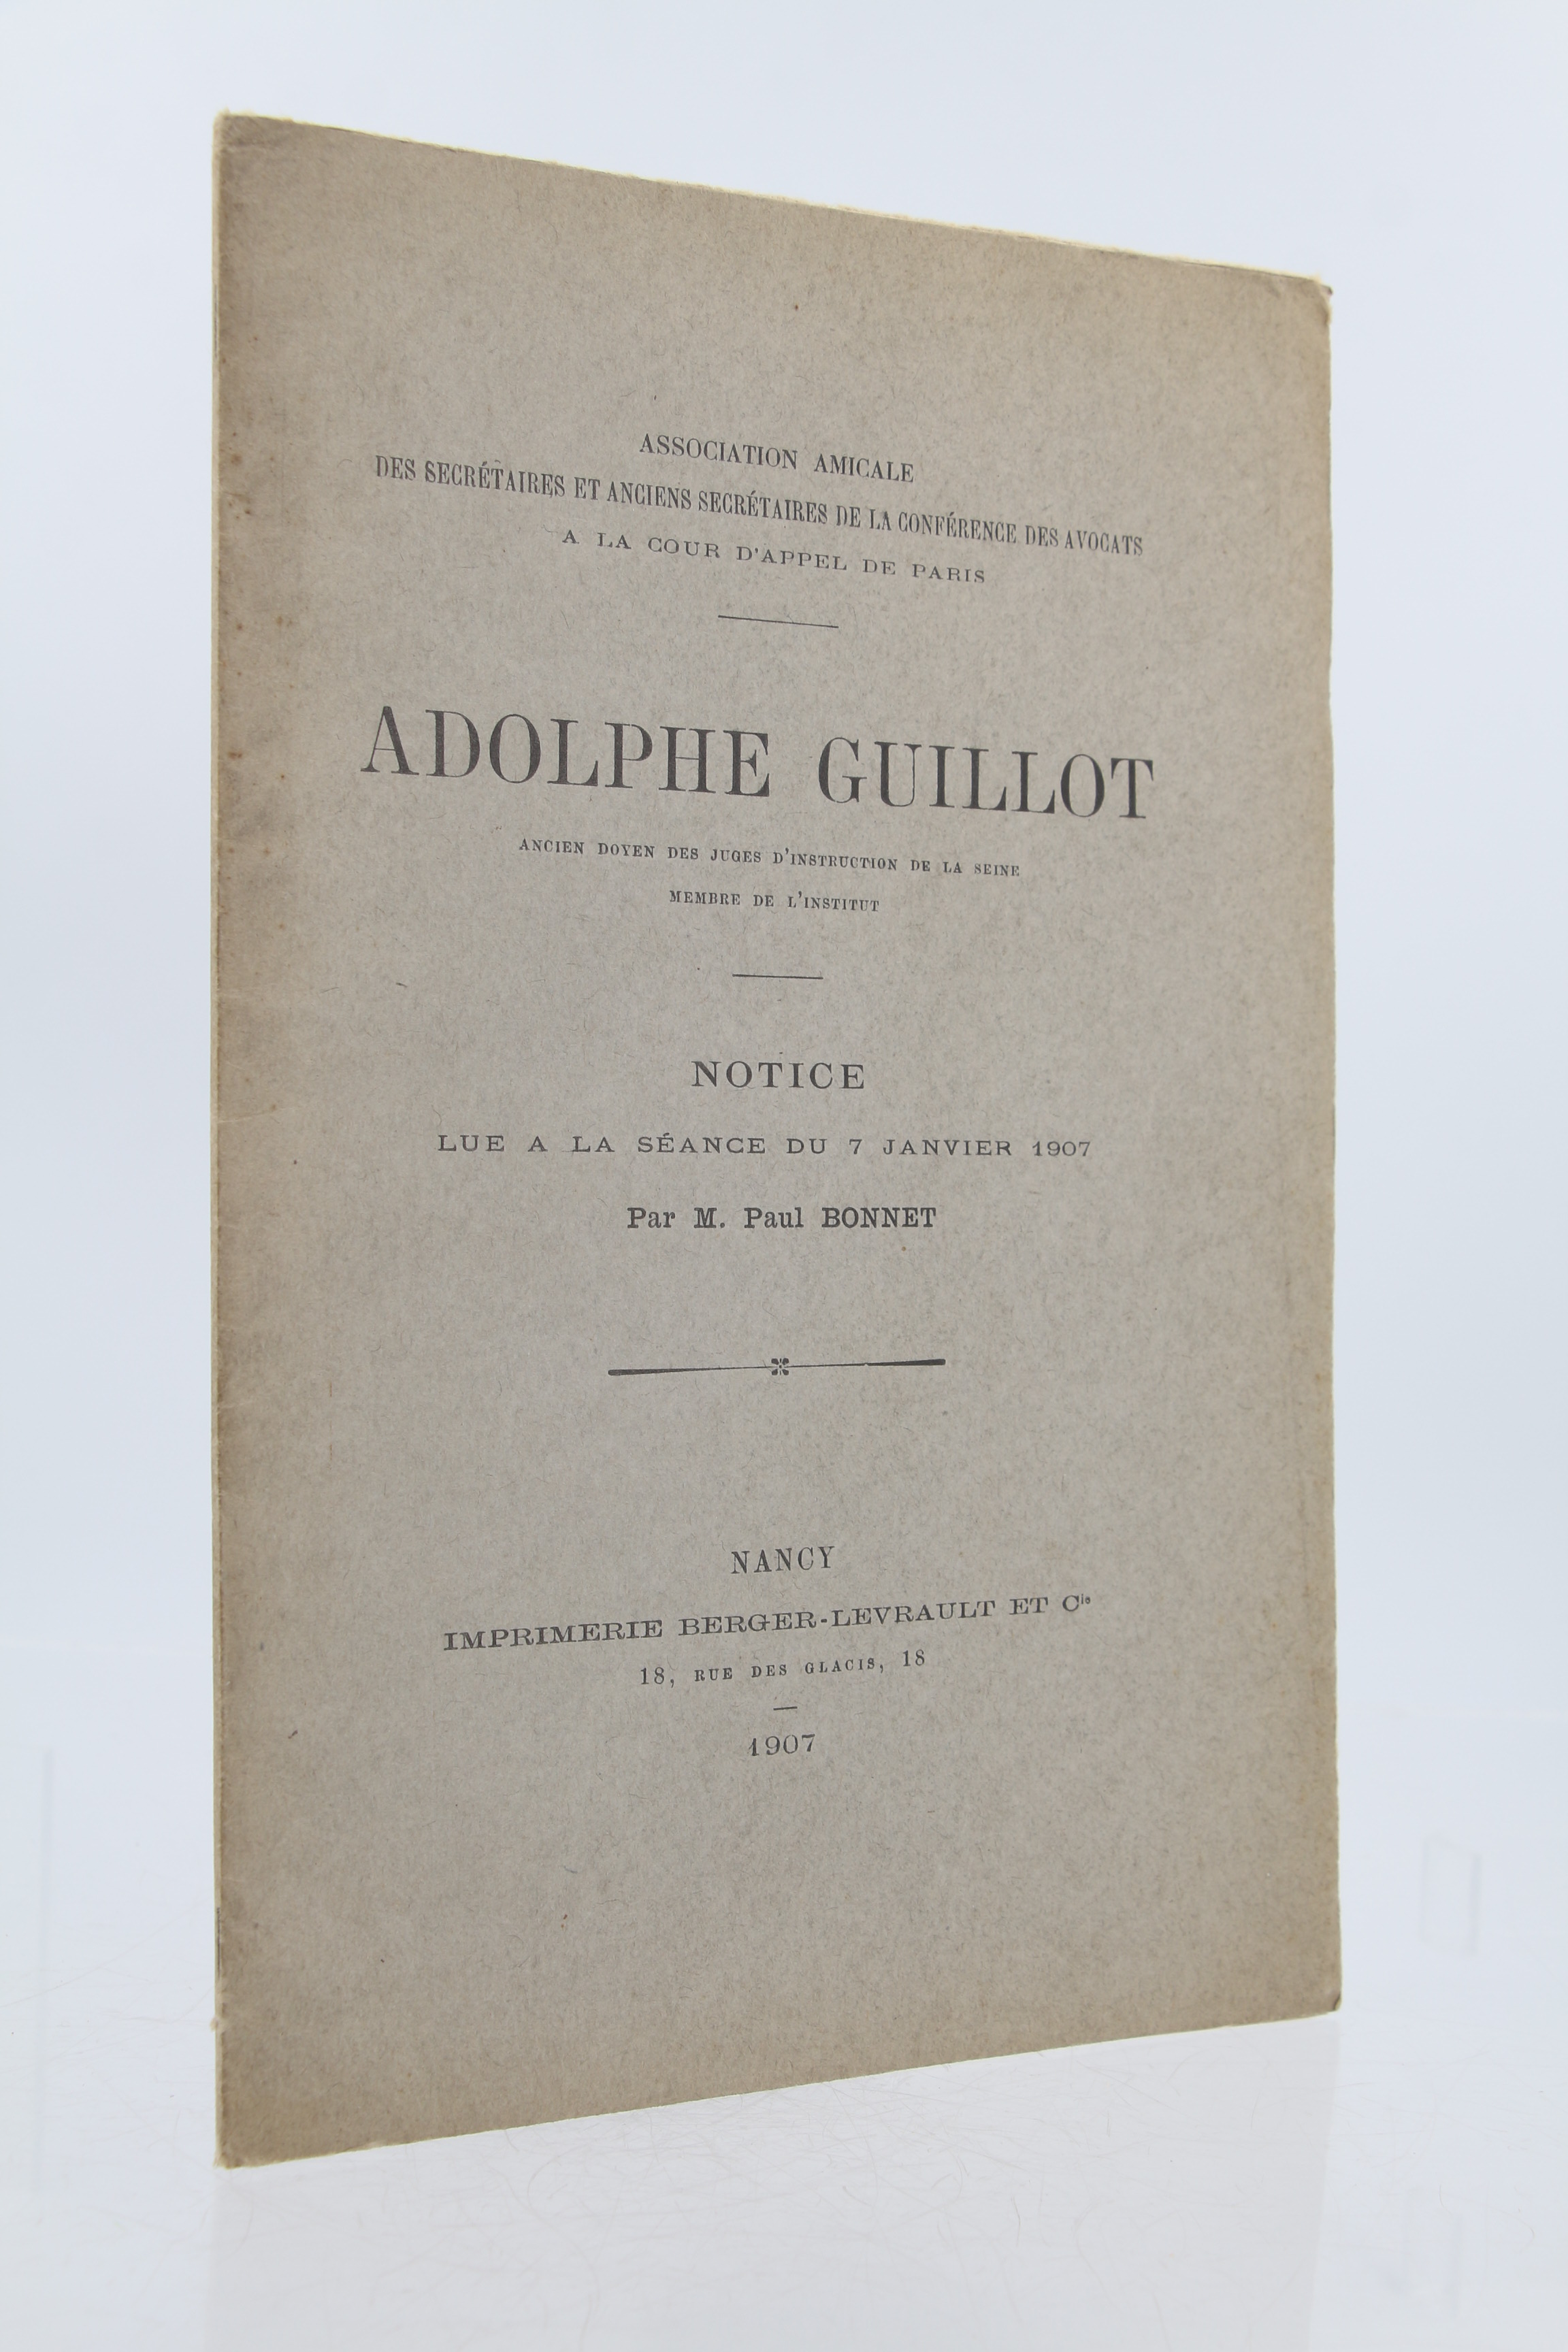 ASSOCIATION AMICALE
DES SECRÉTAIRES ET ANCIENS SECRÉTAIRES DE LA CONFÉRENCE DES AVOCATS
A LA COUR D'APPEL DE PARIS
ADOLPHE GUILLOT
ANCIEN DOYEN DES JUGES D'INSTRUCTION DE LA SEINE
MEMBRE DE L'INSTITUT
NOTICE
LUE A LA SÉANCE DU 7 JANVIER 1907
Par M. Paul BONNET
NANCY
IMPRIMERIE BERGER-LEVRAULT ET Cie
18, RUE DES GLACIS, 18
1907